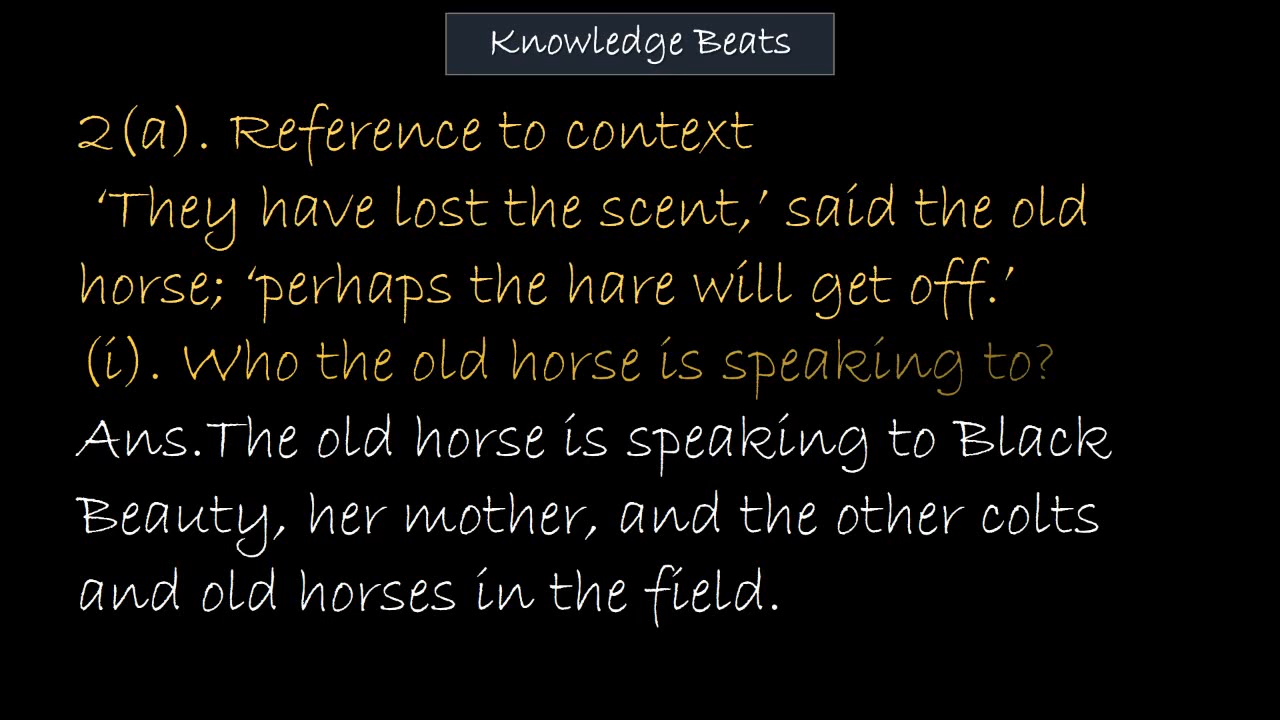 Knowledge Beats
2(a). Reference to context
‘They have lost the scent,’ said the old
horse; ‘perhaps the hare will get off.’
(i). Who the old horse is speaking to?
Ans.The old horse is speaking to Black
Beauty, her mother, and the other colts
and old horses in the field.